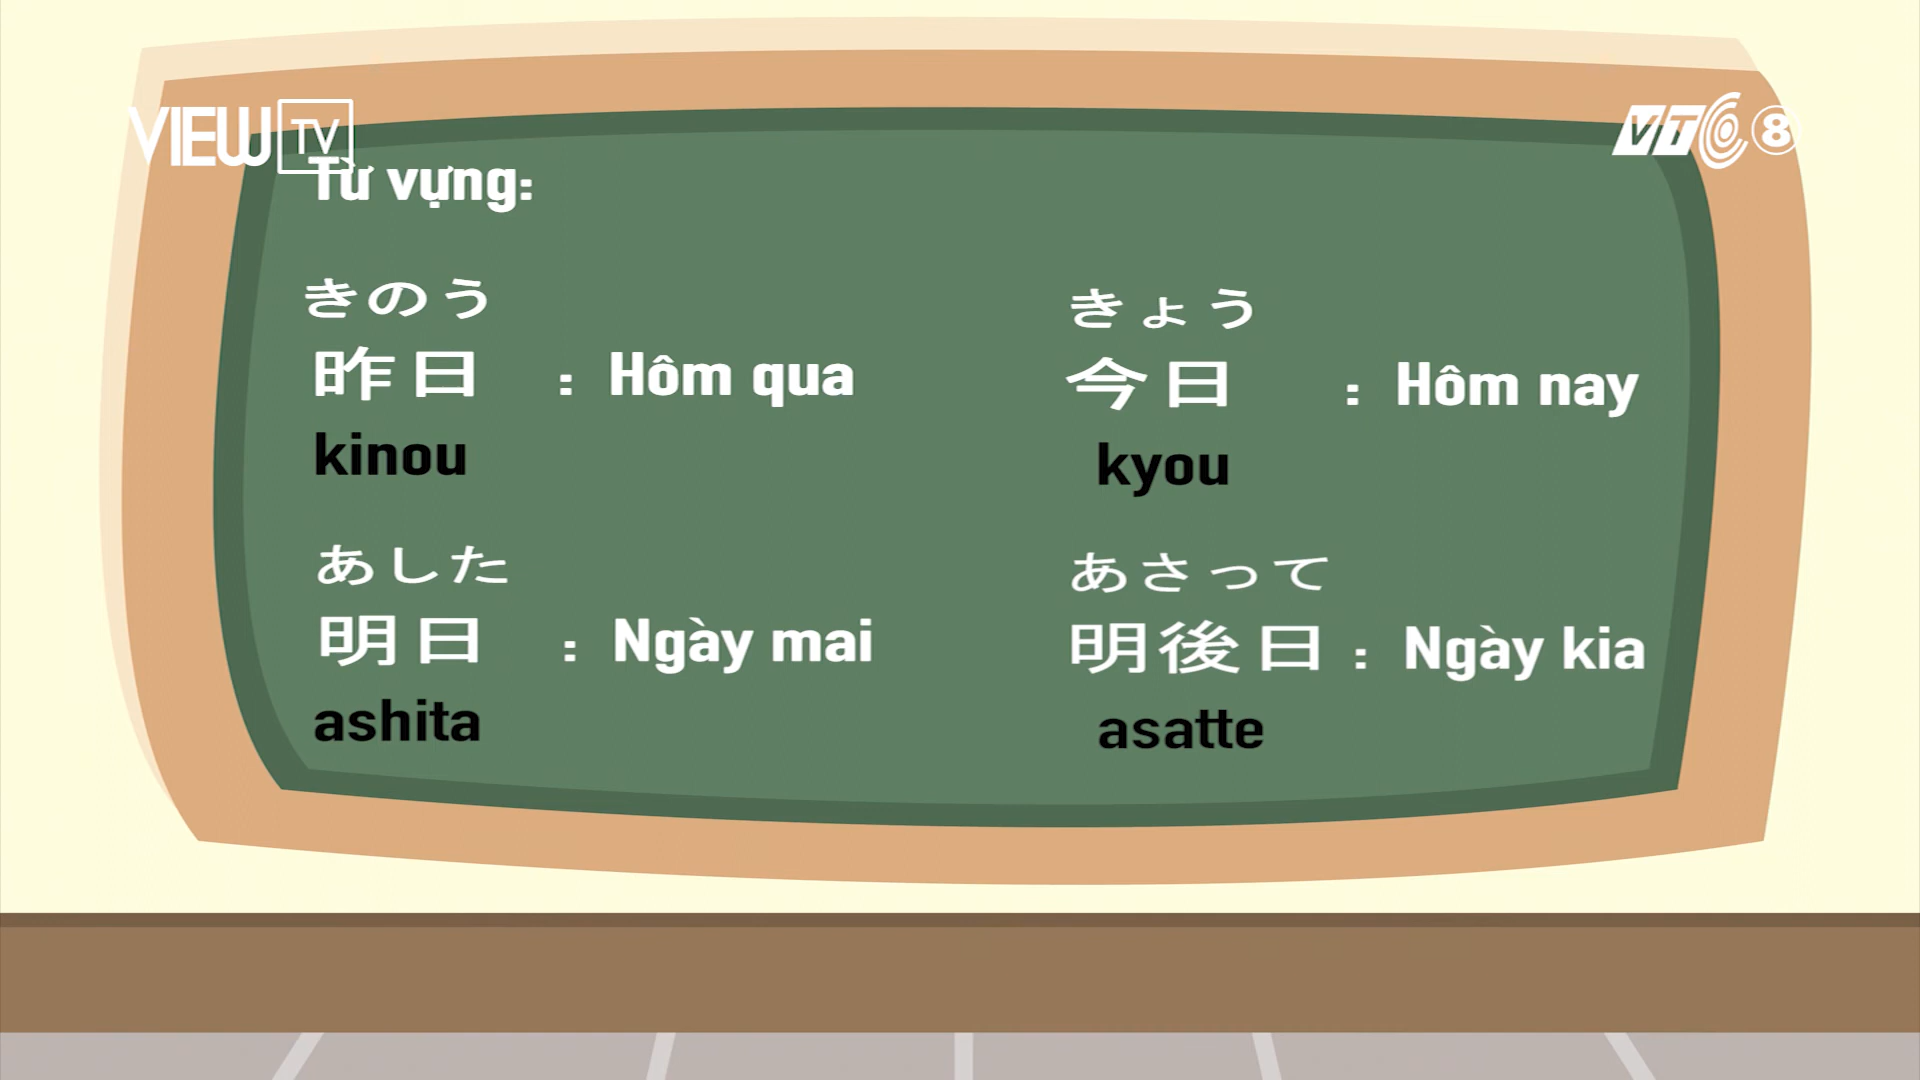 VIEW TV
VTC 8
Từ vựng:
きのう
昨日 : Hôm qua
kinou
きょう
今日 : Hôm nay
kyou
あした
明日 : Ngày mai
ashita
あさって
明後日 : Ngày kia
asatte